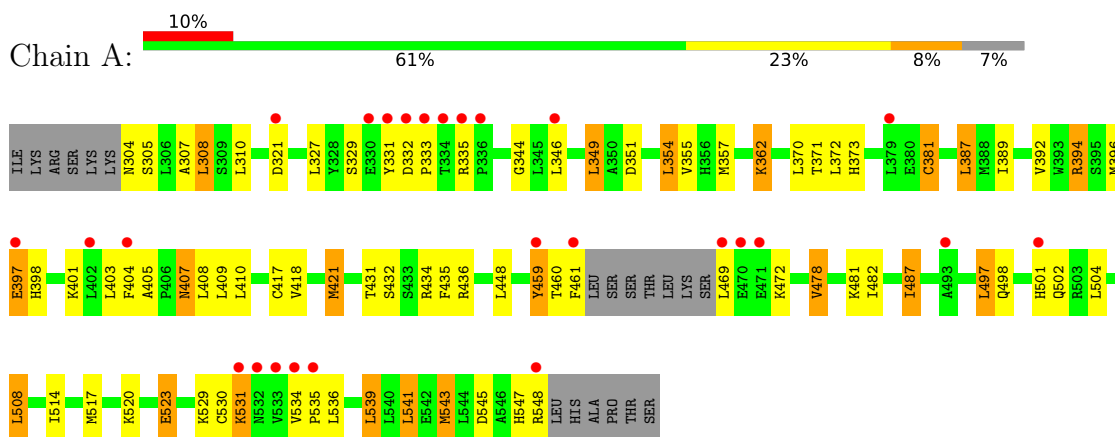 10%
Chain A:
61% 23% 8% 7%
ILE LYS ARG SER LYS LYS N304 S305 L306 A307 L308 S309 L310 D321 L327 Y328 S329 E330 Y331 D332 P333 T334 R335 P336 G344 L345 L346 L349 A350 D351 L354 V355 H356 M357 K362 L370 T371 L372 H373 L379 E380 C381 L387 M388 I389 V392 W393 R394 S395 M396
E397 H398 K401 L402 L403 F404 A405 P406 N407 L408 L409 L410 C417 V418 M421 T431 S432 S433 R434 F435 R436 L448 Y459 T460 F461 LEU SER SER THR LEU LYS SER L469 E470 E471 K472 V478 K481 I482 I487 A493 L497 Q498 H501 Q502 R503 L504
L508 I514 M517 K520 E523 K529 C530 K531 N532 V533 V534 P535 L536 L539 L540 L541 E542 M543 L544 D545 A546 H547 R548 LEU HIS ALA PRO THR SER